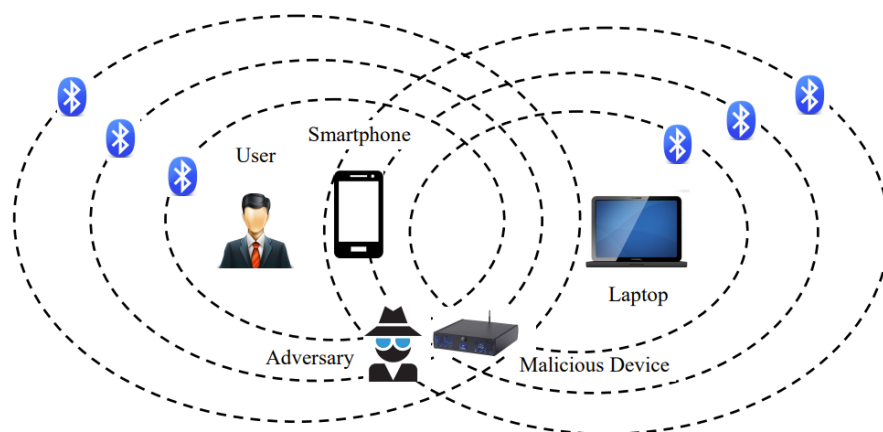 Smartphone
User
Laptop
Adversary
Malicious Device